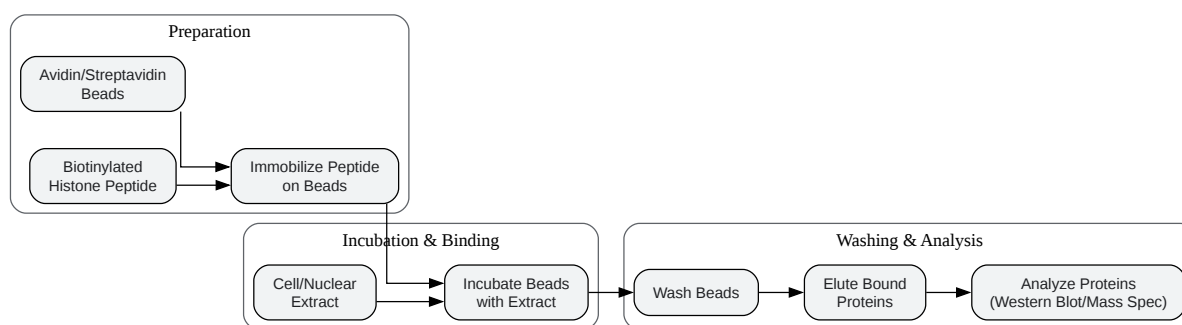 Preparation
Avidin/Streptavidin
Beads
Biotinylated
Histone Peptide
Immobilize Peptide
on Beads
Incubation & Binding
Cell/Nuclear
Extract
Incubate Beads
with Extract
Washing & Analysis
Wash Beads
Elute Bound
Proteins
Analyze Proteins
(Western Blot/Mass Spec)